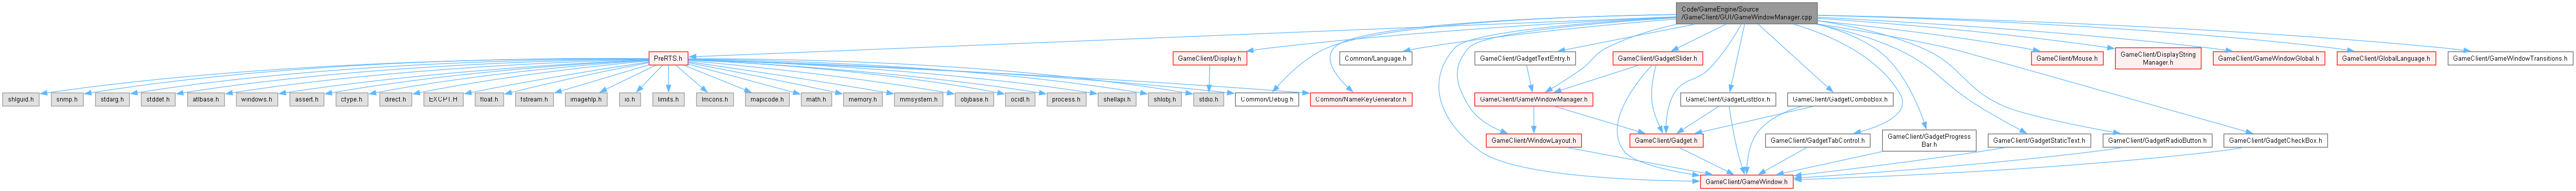 Code/GameEngine/Source
/GameClient/GUI/GameWindowManager.cpp
PreRTS.h
GameClient/Display.h
Common/Language.h
GameClient/GadgetTextEntry.h
GameClient/GadgetSlider.h
GameClient/Mouse.h
GameClient/DisplayString
Manager.h
GameClient/GameWindowGlobal.h
GameClient/GlobalLanguage.h
GameClient/GameWindowTransitions.h
shlguid.h
snmp.h
stdarg.h
stddef.h
atlbase.h
windows.h
assert.h
ctype.h
direct.h
EXCPT.H
float.h
fstream.h
imagehlp.h
io.h
limits.h
lmcons.h
mapicode.h
math.h
memory.h
mmsystem.h
objbase.h
ocidl.h
process.h
shellapi.h
shlobj.h
stdio.h
Common/Debug.h
Common/NameKeyGenerator.h
GameClient/GameWindowManager.h
GameClient/GadgetListBox.h
GameClient/GadgetComboBox.h
GameClient/WindowLayout.h
GameClient/Gadget.h
GameClient/GadgetTabControl.h
GameClient/GadgetProgress
Bar.h
GameClient/GadgetStaticText.h
GameClient/GadgetRadioButton.h
GameClient/GadgetCheckBox.h
GameClient/GameWindow.h